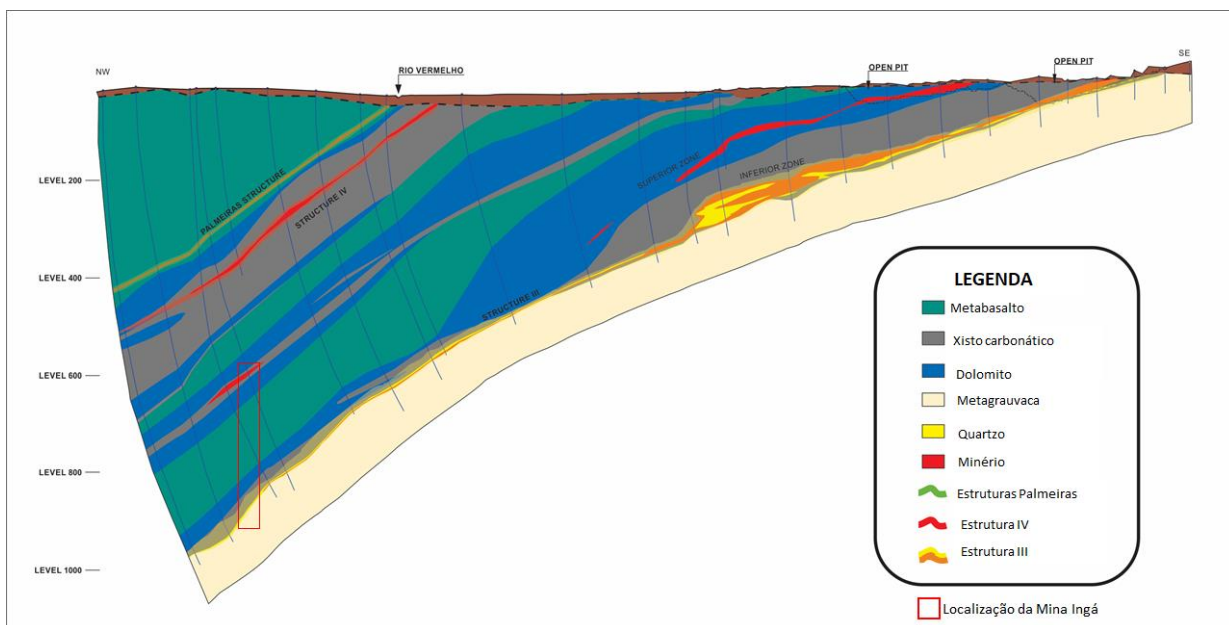 NW
RIO VERMELHO
OPEN PIT
OPEN PIT
SE
LEVEL 200
LEVEL 400
LEVEL 600
LEVEL 800
LEVEL 1000
PALMEIRAS STRUCTURE
STRUCTURE IV
SUPERIOR ZONE
INFERIOR ZONE
STRUCTURE III
LEGENDA
Metabasalto
Xisto carbonático
Dolomito
Metagrauvaca
Quartzo
Minério
Estruturas Palmeiras
Estrutura IV
Estrutura III
Localização da Mina Ingá